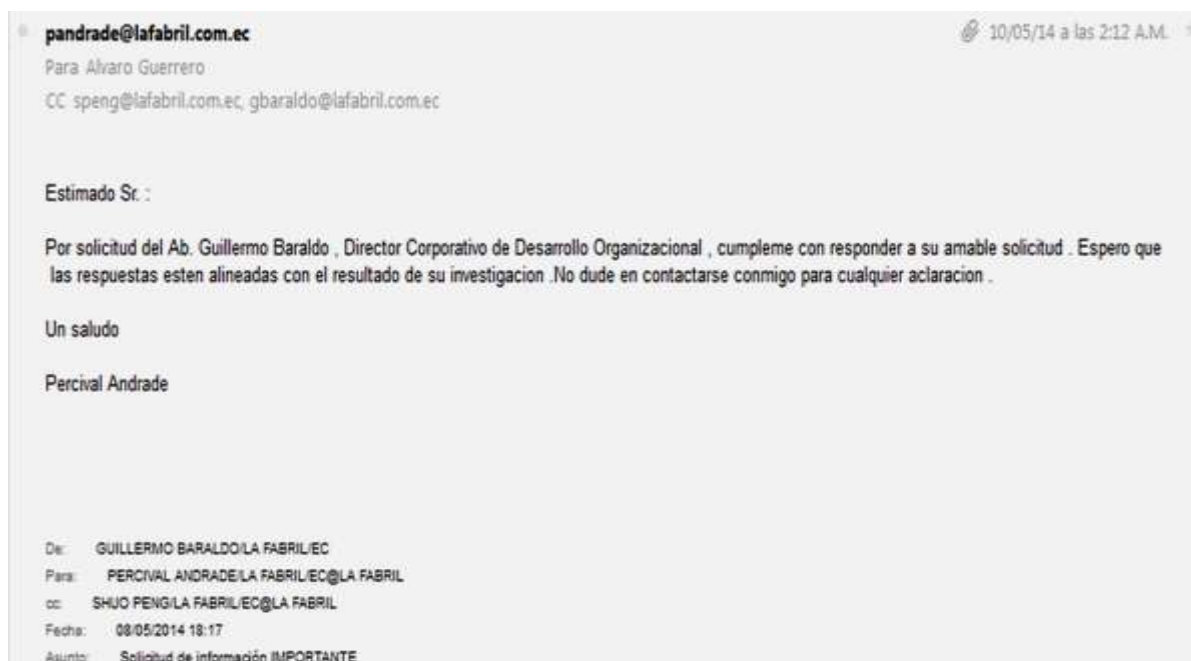 pandrade@lafabril.com.ec 10/05/14 a las 2:12 A.M.
Para Alvaro Guerrero
CC speng@lafabril.com.ec, gbaraldo@lafabril.com.ec
Estimado Sr. :
Por solicitud del Ab. Guillermo Baraldo , Director Corporativo de Desarrollo Organizacional , cumpleme con responder a su amable solicitud . Espero que
las respuestas esten alineadas con el resultado de su investigacion .No dude en contactarse conmigo para cualquier aclaracion .
Un saludo
Percival Andrade
De: GUILLERMO BARALDO/LA FABRIL/EC
Para: PERCIVAL ANDRADE/LA FABRIL/EC@LA FABRIL
cc: SHUO PENG/LA FABRIL/EC@LA FABRIL
Fecha: 08/05/2014 18:17
Asunto: Solicitud de información IMPORTANTE